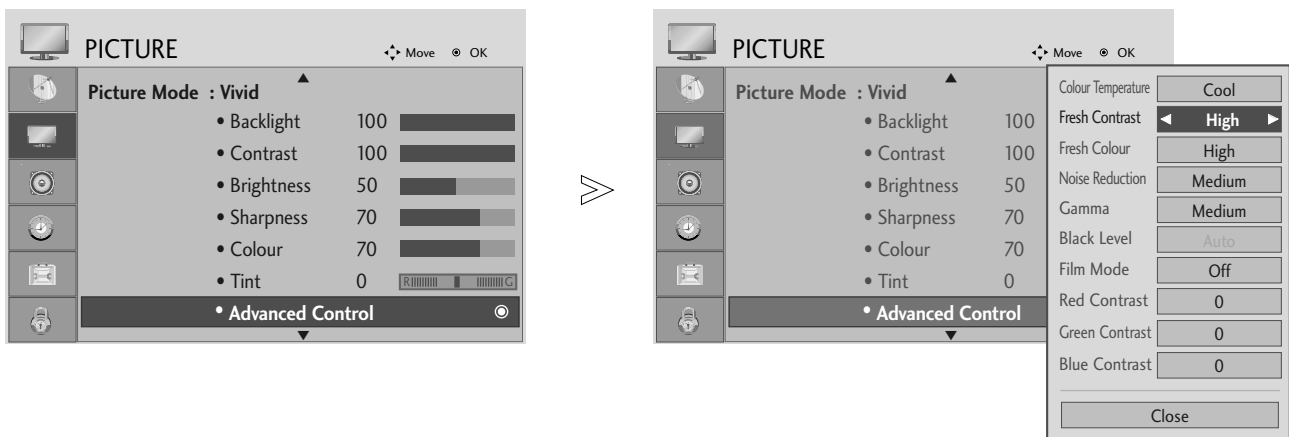 PICTURE
Move OK
Picture Mode : Vivid
• Backlight 100
• Contrast 100
• Brightness 50
• Sharpness 70
• Colour 70
• Tint 0 R G
• Advanced Control
PICTURE
Move OK
Picture Mode : Vivid
• Backlight 100
• Contrast 100
• Brightness 50
• Sharpness 70
• Colour 70
• Tint 0
• Advanced Control
Colour Temperature Cool
Fresh Contrast High
Fresh Colour High
Noise Reduction Medium
Gamma Medium
Black Level Auto
Film Mode Off
Red Contrast 0
Green Contrast 0
Blue Contrast 0
Close